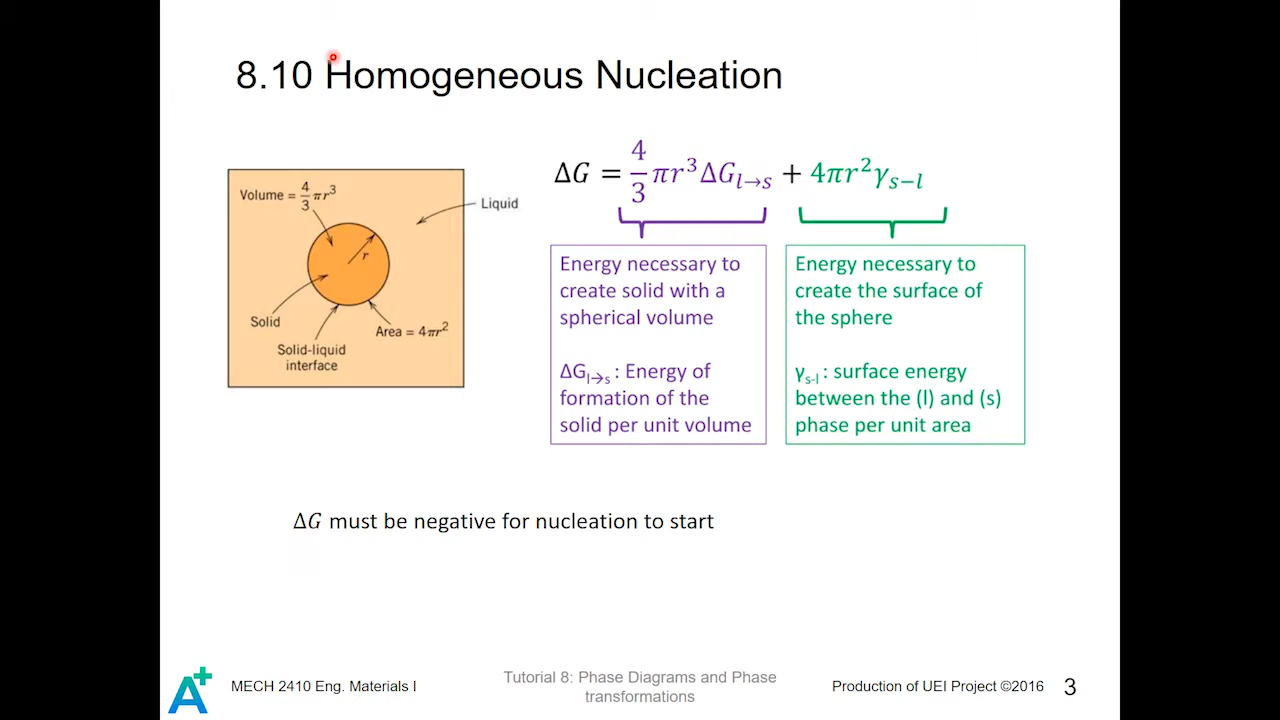 8.10 Homogeneous Nucleation
Volume = 4/3 πr³
Liquid
r
Solid
Area = 4πr²
Solid-liquid
interface
ΔG = 4/3 πr³ΔG_{l→s} + 4πr²γ_{s−l}
Energy necessary to
create solid with a
spherical volume
ΔG_{l→s} : Energy of
formation of the
solid per unit volume
Energy necessary to
create the surface of
the sphere
γ_{s-l} : surface energy
between the (l) and (s)
phase per unit area
ΔG must be negative for nucleation to start
A+
MECH 2410 Eng. Materials I
Tutorial 8: Phase Diagrams and Phase
transformations
Production of UEI Project ©2016
3